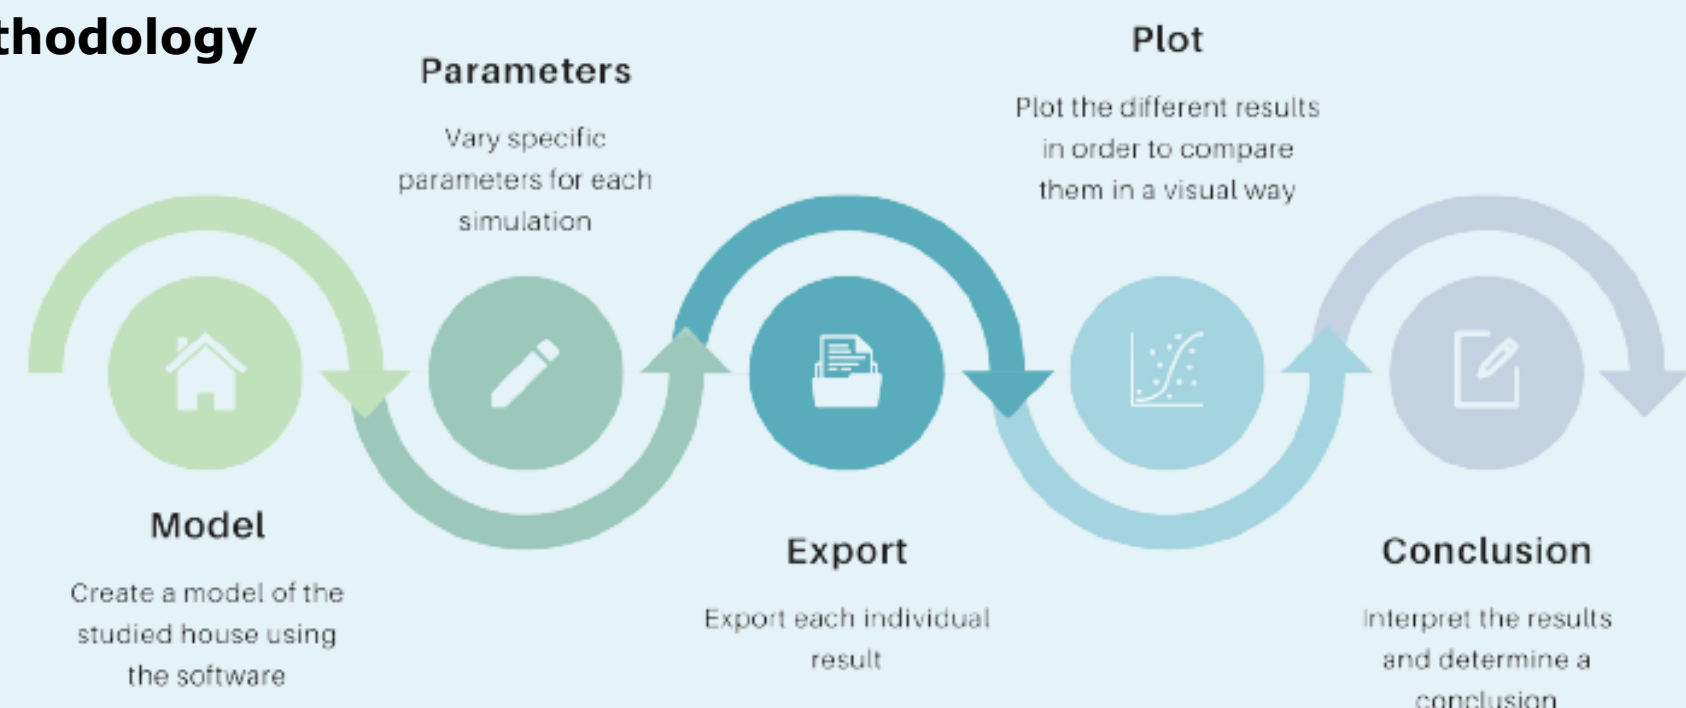 thodology
Model
Create a model of the
studied house using
the software
Parameters
Vary specific
parameters for each
simulation
Export
Export each individual
result
Plot
Plot the different results
in order to compare
them in a visual way
Conclusion
Interpret the results
and determine a
conclusion